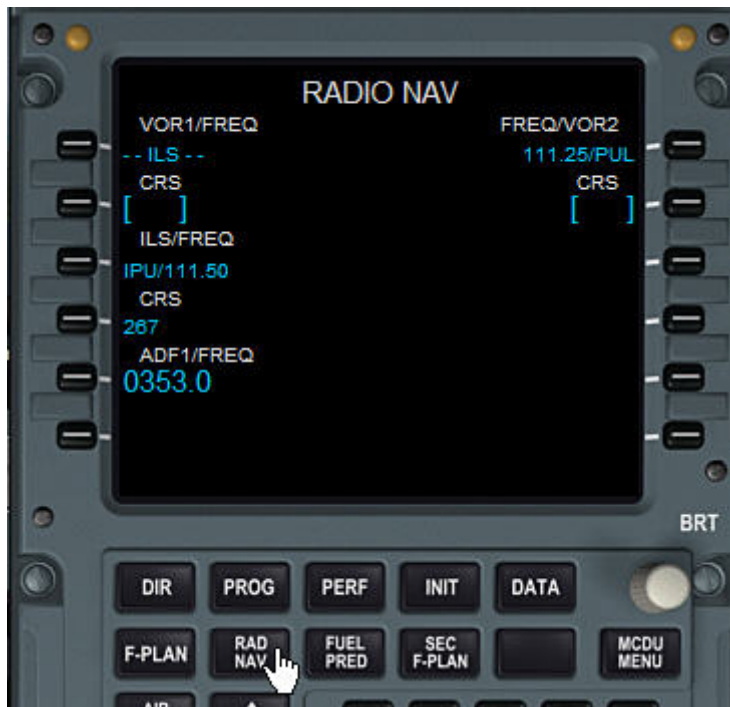 RADIO NAV
VOR1/FREQ FREQ/VOR2
-- ILS -- 111.25/PUL
CRS CRS
[ ] [ ]
ILS/FREQ
IPU/111.50
CRS
267
ADF1/FREQ
0353.0
BRT
DIR PROG PERF INIT DATA
F-PLAN RAD NAV FUEL PRED SEC F-PLAN MCDU MENU
AIR